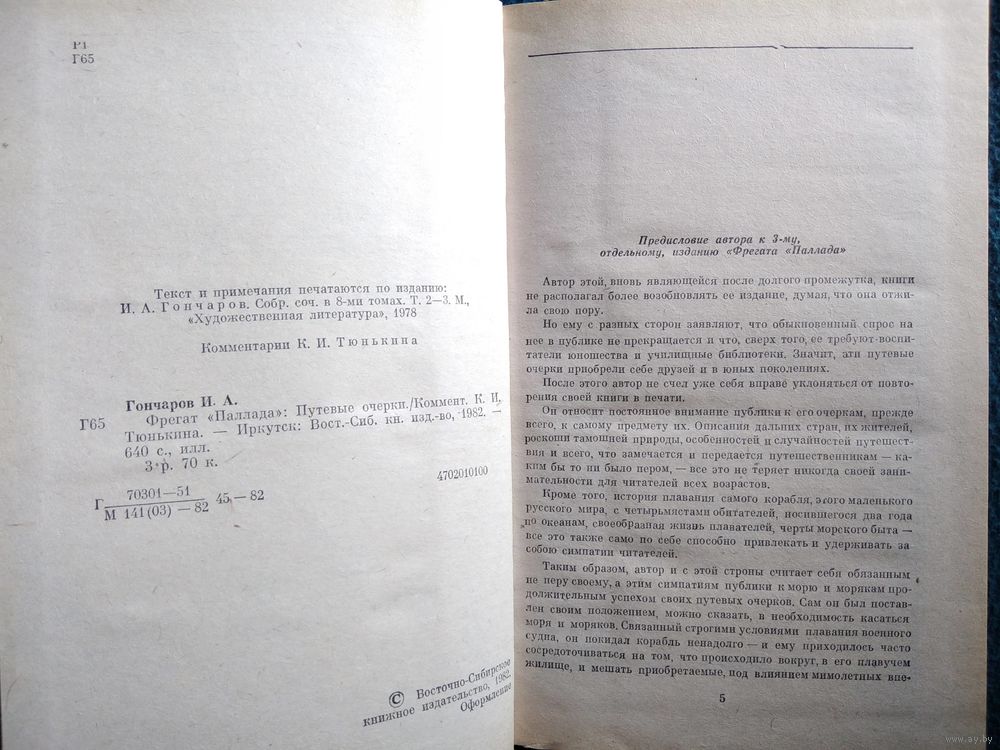 Р1
Г65
Текст и примечания печатаются по изданию:
И. А. Гончаров. Собр. соч. в 8-ми томах. Т. 2—3. М.,
«Художественная литература», 1978
Комментарии К. И. Тюнькина
Гончаров И. А.
Г65 Фрегат «Паллада»: Путевые очерки./Коммент. К. И.
Тюнькина. — Иркутск: Вост.-Сиб. кн. изд-во, 1982. —
640 с., илл.
3 р. 70 к.
4702010100
Г 70301—51
М 141(03)—82 45—82
© Восточно-Сибирское
книжное издательство, 1982.
Оформление
Предисловие автора к 3-му,
отдельному, изданию «Фрегата «Паллада»
Автор этой, вновь являющейся после долгого промежутка, книги
не располагал более возобновлять ее издание, думая, что она отжи-
ла свою пору.
Но ему с разных сторон заявляют, что обыкновенный спрос на
нее в публике не прекращается и что, сверх того, ее требуют воспи-
татели юношества и училищные библиотеки. Значит, эти путевые
очерки приобрели себе друзей и в юных поколениях.
После этого автор не счел уже себя вправе уклоняться от повто-
рения своей книги в печати.
Он относит постоянное внимание публики к его очеркам, прежде
всего, к самому предмету их. Описания дальних стран, их жителей,
роскоши тамошней природы, особенностей и случайностей путешест-
вия и всего, что замечается и передается путешественникам — ка-
ким бы то ни было пером, — все это не теряет никогда своей зани-
мательности для читателей всех возрастов.
Кроме того, история плавания самого корабля, этого маленького
русского мира, с четырьмястами обитателей, носившегося два года
по океанам, своеобразная жизнь плавателей, черты морского быта —
все это также само по себе способно привлекать и удерживать за
собою симпатии читателей.
Таким образом, автор и с этой строны считает себя обязанным
не перу своему, а этим симпатиям публики к морю и морякам про-
должительным успехом своих путевых очерков. Сам он был постав-
лен своим положением, можно сказать, в необходимость касаться
моря и моряков. Связанный строгими условиями плавания военного
судна, он покидал корабль ненадолго — и ему приходилось часто
сосредоточиваться на том, что происходило вокруг, в его плавучем
жилище, и мешать приобретаемые, под влиянием мимолетных впе-
5
www.ay.by